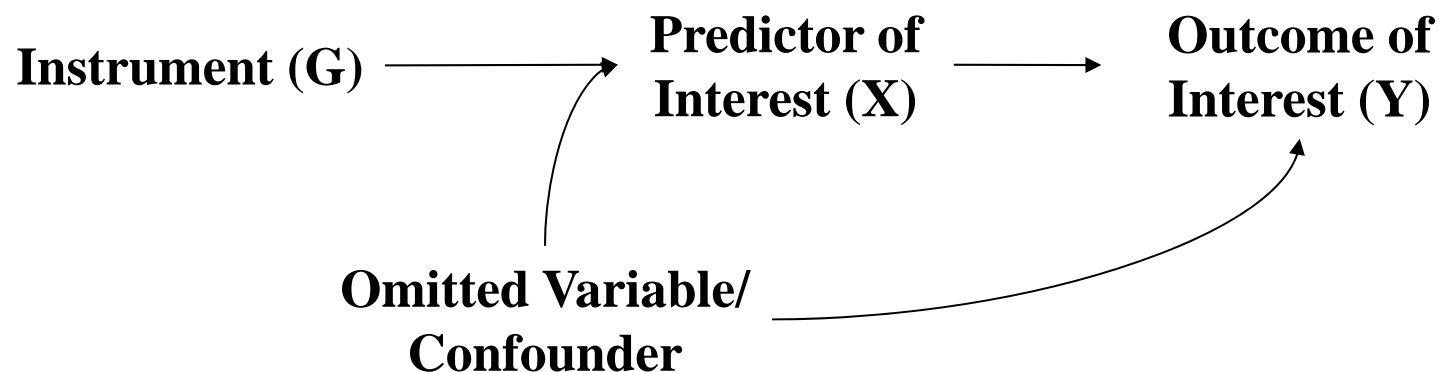 Instrument (G)
Predictor of
Interest (X)
Outcome of
Interest (Y)
Omitted Variable/
Confounder